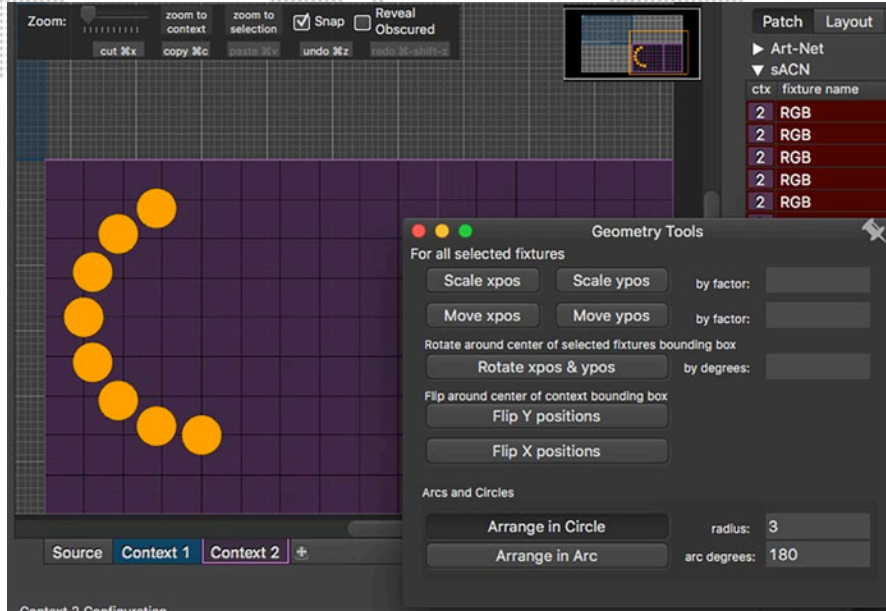 Zoom:
zoom to context
zoom to selection
Snap
Reveal Obscured
cut ⌘x
copy ⌘c
paste ⌘v
undo ⌘z
redo ⌘-shift-z
Patch
Layout
Art-Net
sACN
ctx fixture name
2 RGB
2 RGB
2 RGB
2 RGB
2 RGB
Geometry Tools
For all selected fixtures
Scale xpos
Scale ypos
by factor:
Move xpos
Move ypos
by factor:
Rotate around center of selected fixtures bounding box
Rotate xpos & ypos
by degrees:
Flip around center of context bounding box
Flip Y positions
Flip X positions
Arcs and Circles
Arrange in Circle
radius: 3
Arrange in Arc
arc degrees: 180
Source
Context 1
Context 2
+
Context 2 Configuration